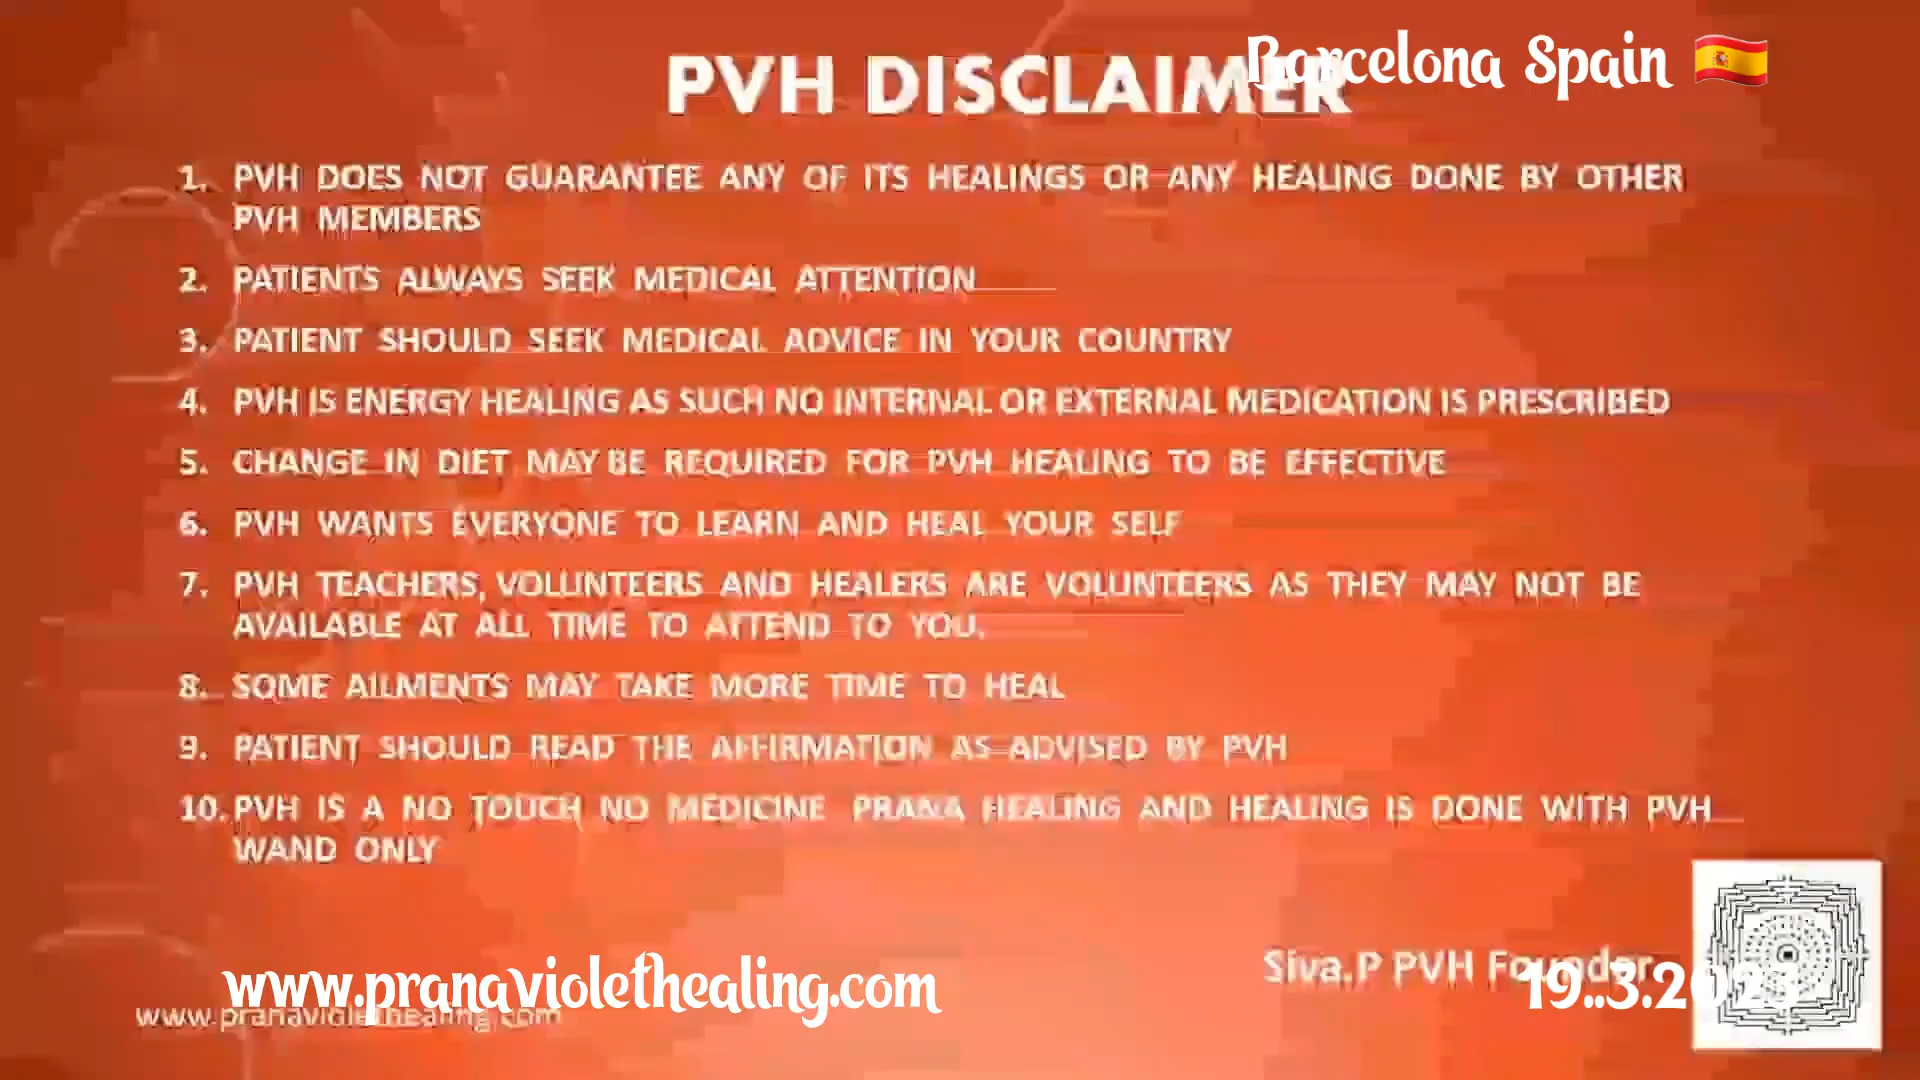 Barcelona Spain 🇪🇸
PVH DISCLAIMER
1. PVH DOES NOT GUARANTEE ANY OF ITS HEALINGS OR ANY HEALING DONE BY OTHER
PVH MEMBERS
2. PATIENTS ALWAYS SEEK MEDICAL ATTENTION
3. PATIENT SHOULD SEEK MEDICAL ADVICE IN YOUR COUNTRY
4. PVH IS ENERGY HEALING AS SUCH NO INTERNAL OR EXTERNAL MEDICATION IS PRESCRIBED
5. CHANGE IN DIET MAY BE REQUIRED FOR PVH HEALING TO BE EFFECTIVE
6. PVH WANTS EVERYONE TO LEARN AND HEAL YOUR SELF
7. PVH TEACHERS, VOLUNTEERS AND HEALERS ARE VOLUNTEERS AS THEY MAY NOT BE
AVAILABLE AT ALL TIME TO ATTEND TO YOU.
8. SOME AILMENTS MAY TAKE MORE TIME TO HEAL
9. PATIENT SHOULD READ THE AFFIRMATION AS ADVISED BY PVH
10. PVH IS A NO TOUCH NO MEDICINE PRANA HEALING AND HEALING IS DONE WITH PVH
WAND ONLY
Siva.P PVH Founder
www.pranaviolethealing.com
19..3.2023
www.pranaviolethealing.com